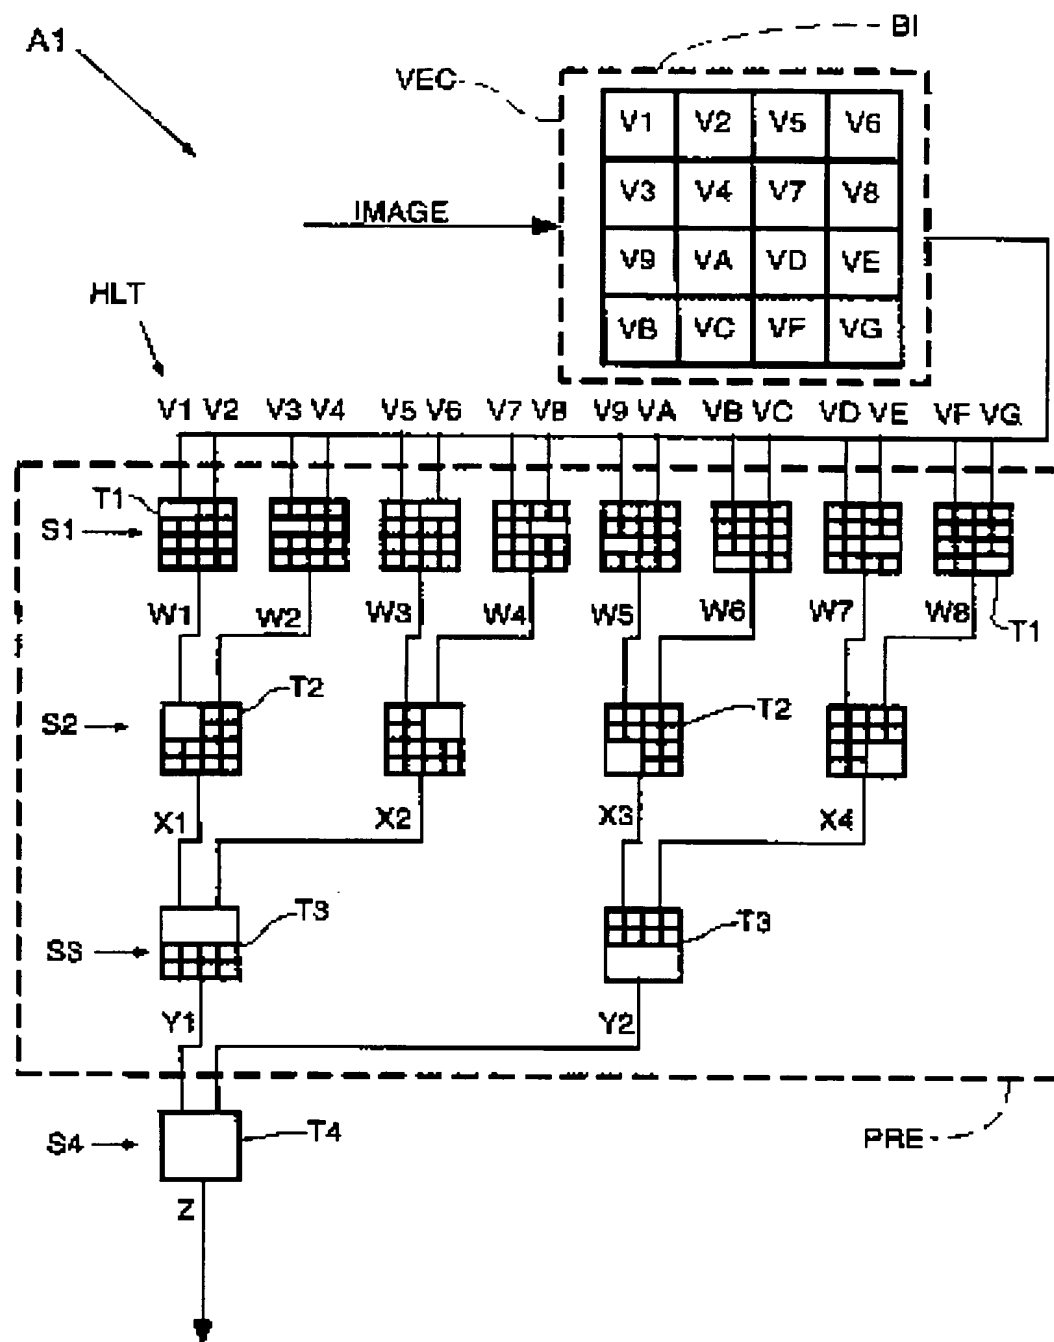 A1
BI
VEC
V1 V2 V5 V6
V3 V4 V7 V8
V9 VA VD VE
VB VC VF VG
IMAGE
HLT
V1 V2 V3 V4 V5 V6 V7 V8 V9 VA VB VC VD VE VF VG
T1
S1
W1 W2 W3 W4 W5 W6 W7 W8 T1
T2 T2
S2
X1 X2 X3 X4
T3 T3
S3
Y1 Y2
S4 T4 PRE
Z